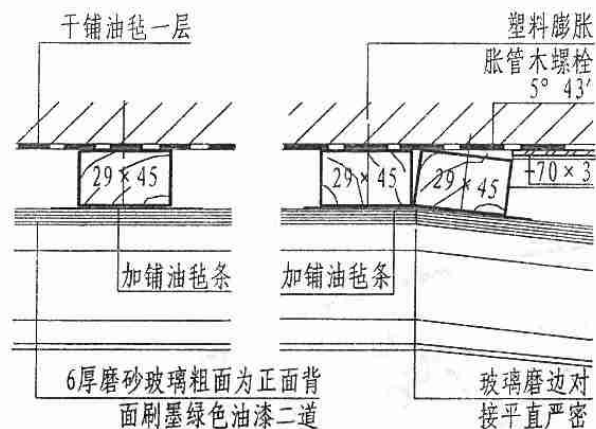 干铺油毡一层
塑料膨胀
胀管木螺栓
5° 43′
29×45
29×45
29×45
-70×3
加铺油毡条
加铺油毡条
6厚磨砂玻璃粗面为正面背
面刷墨绿色油漆二道
玻璃磨边对
接平直严密